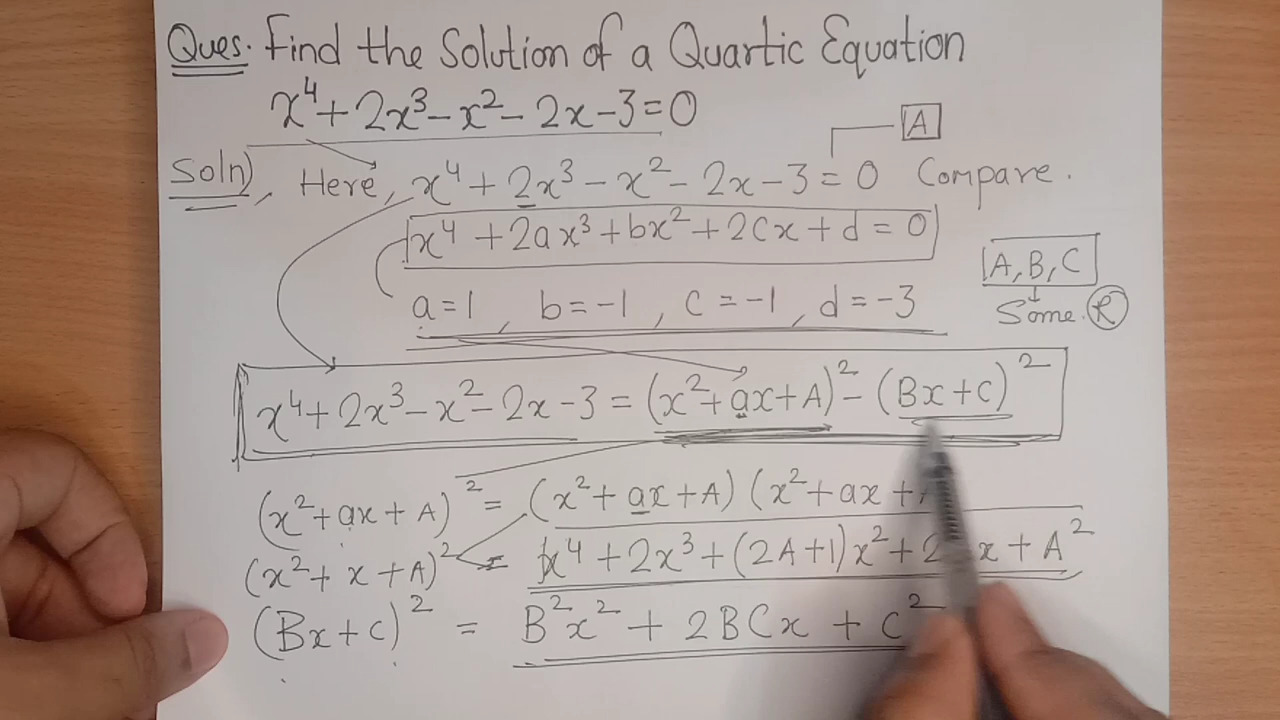 Ques. Find the Solution of a Quartic Equation
x⁴ + 2x³ - x² - 2x - 3 = 0
A
Soln), Here, x⁴ + 2x³ - x² - 2x - 3 = 0 Compare.
x⁴ + 2ax³ + bx² + 2cx + d = 0
A, B, C
a = 1, b = -1, c = -1, d = -3
Some. R
x⁴ + 2x³ - x² - 2x - 3 = (x² + ax + A)² - (Bx + C)²
(x² + ax + A)² = (x² + ax + A) (x² + ax +
(x² + x + A)² = x⁴ + 2x³ + (2A+1)x² + 2 x + A²
(Bx + C)² = B²x² + 2BCx + C²